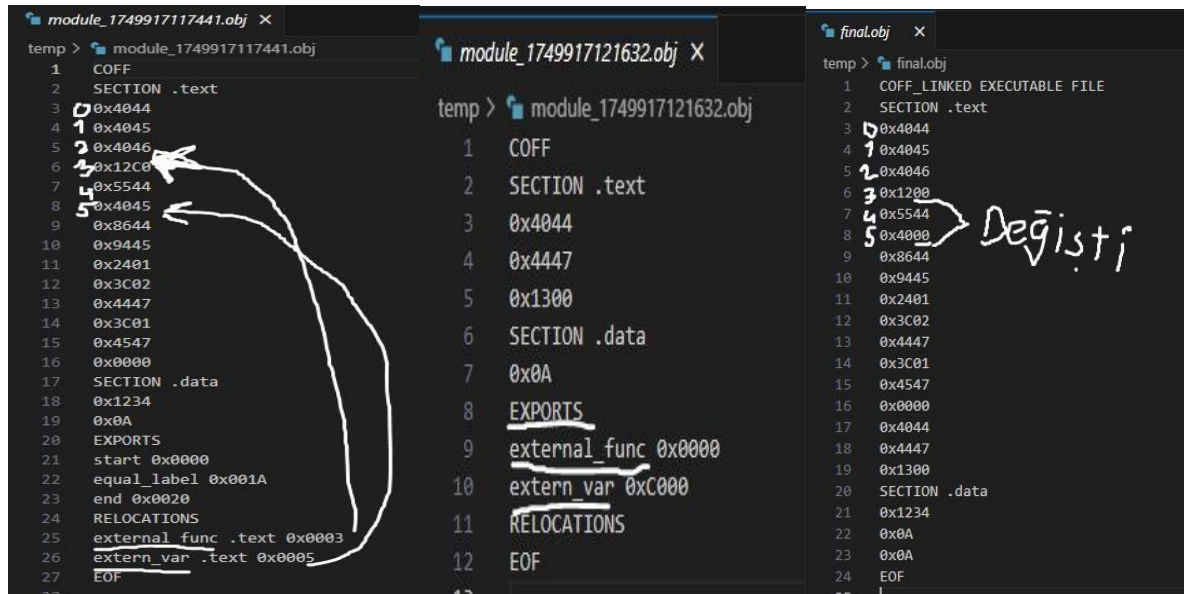 module_1749917117441.obj ×
temp > module_1749917117441.obj
1 COFF
2 SECTION .text
3 0 0x4044
4 1 0x4045
5 2 0x4046
6 3 0x12C0
7 4 0x5544
8 5 0x4045
9 0x8644
10 0x9445
11 0x2401
12 0x3C02
13 0x4447
14 0x3C01
15 0x4547
16 0x0000
17 SECTION .data
18 0x1234
19 0x0A
20 EXPORTS
21 start 0x0000
22 equal_label 0x001A
23 end 0x0020
24 RELOCATIONS
25 external_func .text 0x0003
26 extern_var .text 0x0005
27 EOF
module_1749917121632.obj ×
temp > module_1749917121632.obj
1 COFF
2 SECTION .text
3 0x4044
4 0x4447
5 0x1300
6 SECTION .data
7 0x0A
8 EXPORTS
9 external_func 0x0000
10 extern_var 0xC000
11 RELOCATIONS
12 EOF
final.obj ×
temp > final.obj
1 COFF_LINKED EXECUTABLE FILE
2 SECTION .text
3 0 0x4044
4 1 0x4045
5 2 0x4046
6 3 0x1200
7 4 0x5544
8 5 0x4000
Değişti
9 0x8644
10 0x9445
11 0x2401
12 0x3C02
13 0x4447
14 0x3C01
15 0x4547
16 0x0000
17 0x4044
18 0x4447
19 0x1300
20 SECTION .data
21 0x1234
22 0x0A
23 0x0A
24 EOF